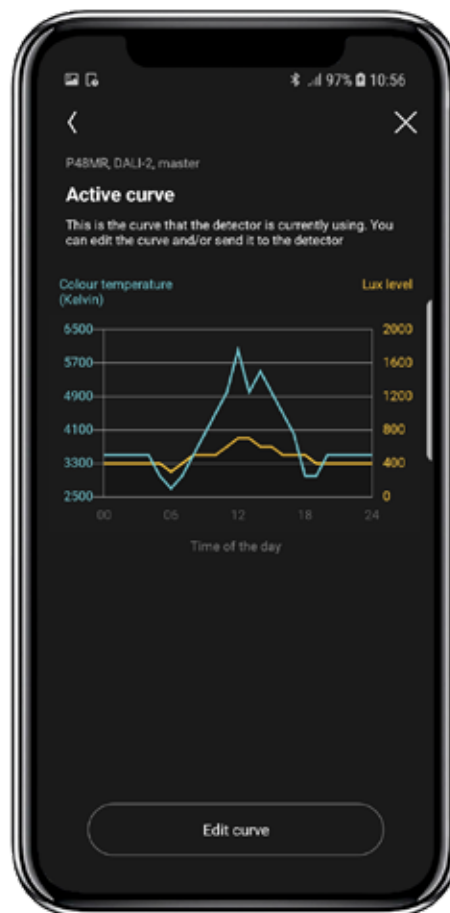 97% 10:56
P48MR, DALI-2, master
Active curve
This is the curve that the detector is currently using. You
can edit the curve and/or send it to the detector
Colour temperature Lux level
(Kelvin)
6500 2000
5700 1600
4900 1200
4100 800
3300 400
2500 0
00 06 12 18 24
Time of the day
Edit curve